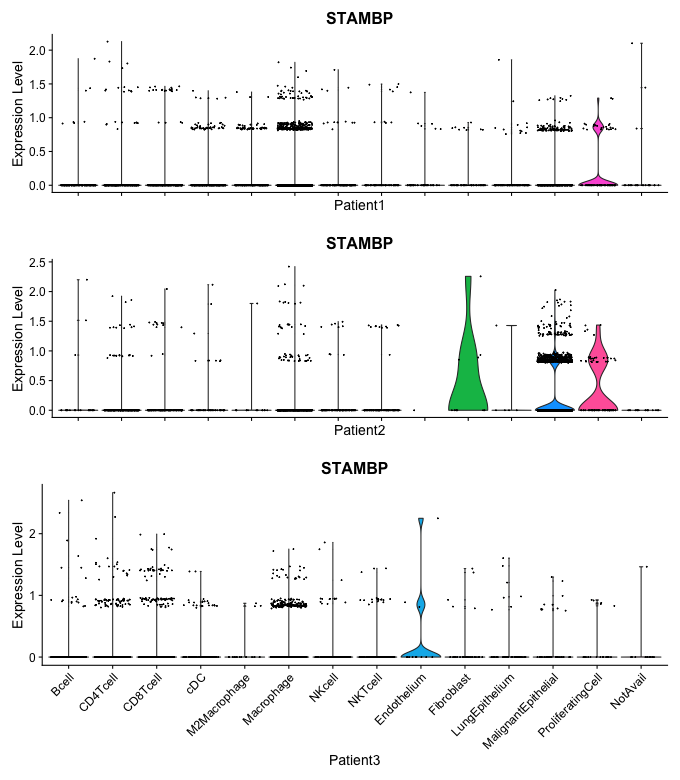 STAMBP
Expression Level
2.0
1.5
1.0
0.5
0.0
Patient1
STAMBP
Expression Level
2.5
2.0
1.5
1.0
0.5
0.0
Patient2
STAMBP
Expression Level
2
1
0
Bcell
CD4Tcell
CD8Tcell
cDC
M2Macrophage
Macrophage
NKcell
NKTcell
Endothelium
Fibroblast
LungEpithelium
MalignantEpithelial
ProliferatingCell
NotAvail
Patient3